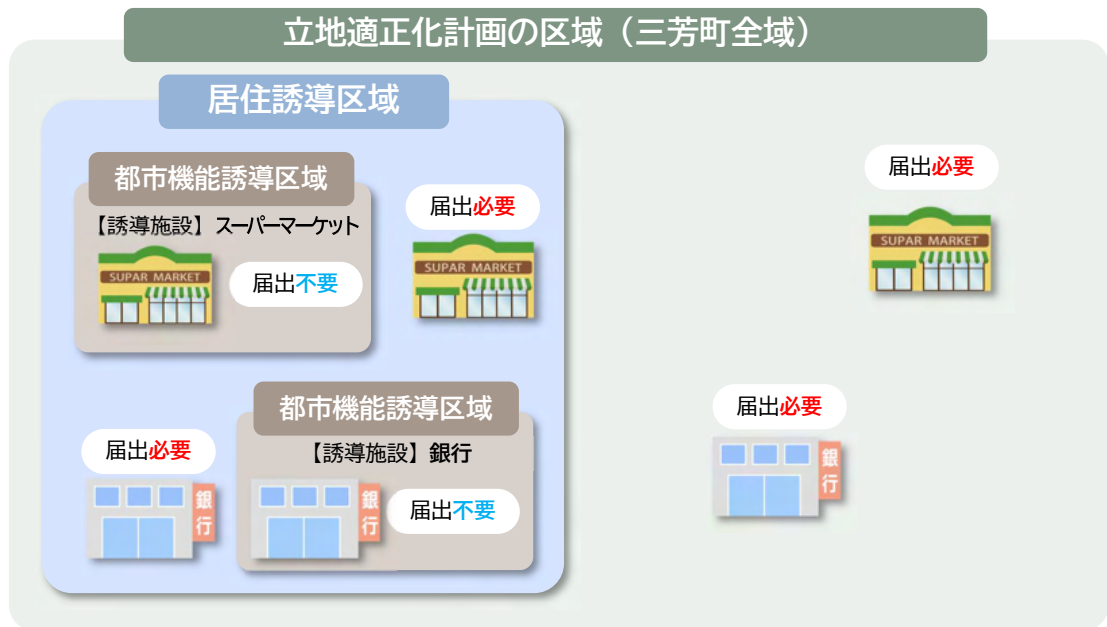 立地適正化計画の区域（三芳町全域）
居住誘導区域
都市機能誘導区域
【誘導施設】スーパーマーケット
SUPAR MARKET
届出不要
届出必要
SUPAR MARKET
届出必要
SUPAR MARKET
都市機能誘導区域
【誘導施設】銀行
銀行
届出不要
届出必要
銀行
届出必要
銀行